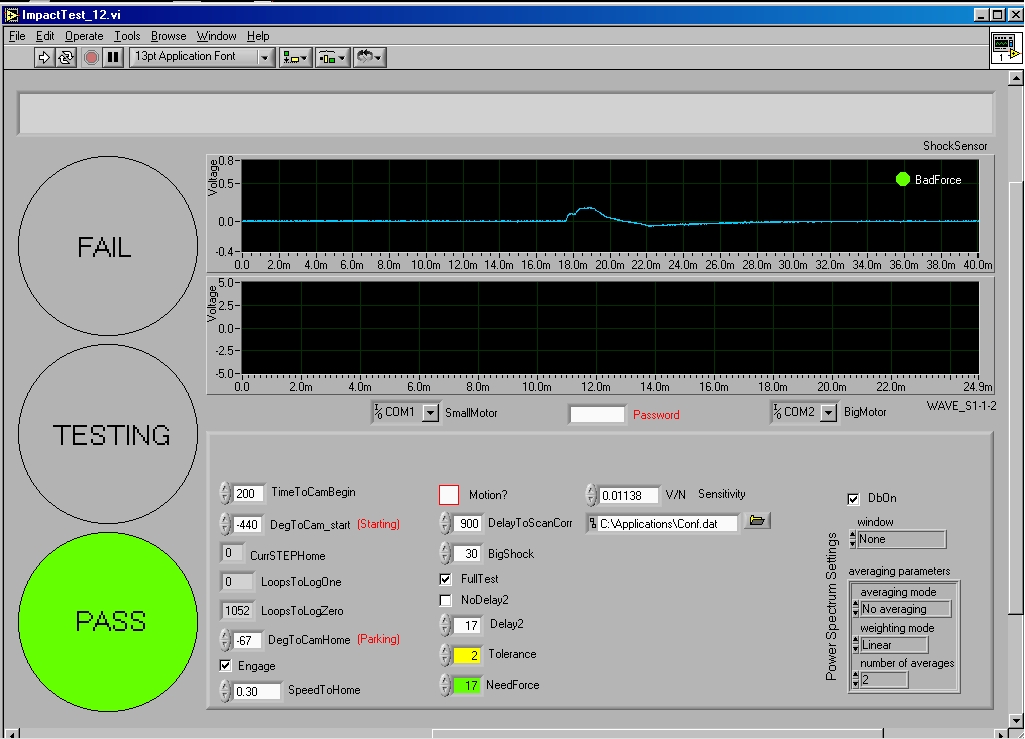 ImpactTest_12.vi
File Edit Operate Tools Browse Window Help
13pt Application Font
1
ShockSensor
Voltage
0.8
0.5
0.0
-0.4
BadForce
0.0 2.0m 4.0m 6.0m 8.0m 10.0m 12.0m 14.0m 16.0m 18.0m 20.0m 22.0m 24.0m 26.0m 28.0m 30.0m 32.0m 34.0m 36.0m 38.0m 40.0m
Voltage
5.0
2.5
0.0
-2.5
-5.0
0.0 2.0m 4.0m 6.0m 8.0m 10.0m 12.0m 14.0m 16.0m 18.0m 20.0m 22.0m 24.9m
WAVE_S1-1-2
FAIL
TESTING
PASS
COM1 SmallMotor
Password
COM2 BigMotor
200 TimeToCamBegin
-440 DegToCam_start (Starting)
0 CurrSTEPHome
0 LoopsToLogOne
1052 LoopsToLogZero
-67 DegToCamHome (Parking)
Engage
0.30 SpeedToHome
Motion?
900 DelayToScanCorr
30 BigShock
FullTest
NoDelay2
17 Delay2
2 Tolerance
17 NeedForce
0.01138 V/N Sensitivity
C:\Applications\Conf.dat
Power Spectrum Settings
DbOn
window
None
averaging parameters
averaging mode
No averaging
weighting mode
Linear
number of averages
2